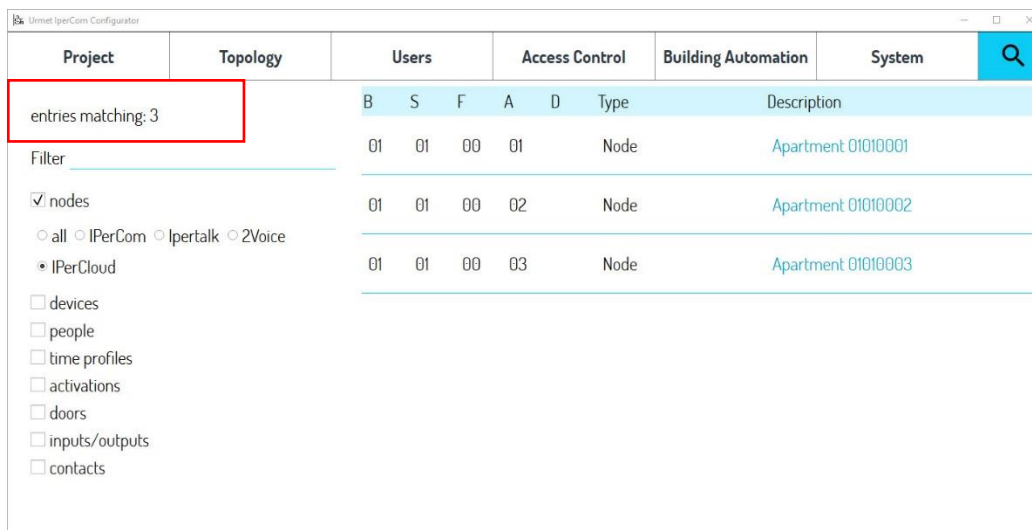 Urmet IperCom Configurator
Project Topology Users Access Control Building Automation System
entries matching: 3
Filter
nodes
all IPerCom Ipertalk 2Voice
IPerCloud
devices
people
time profiles
activations
doors
inputs/outputs
contacts
B S F A D Type Description
01 01 00 01 Node Apartment 01010001
01 01 00 02 Node Apartment 01010002
01 01 00 03 Node Apartment 01010003